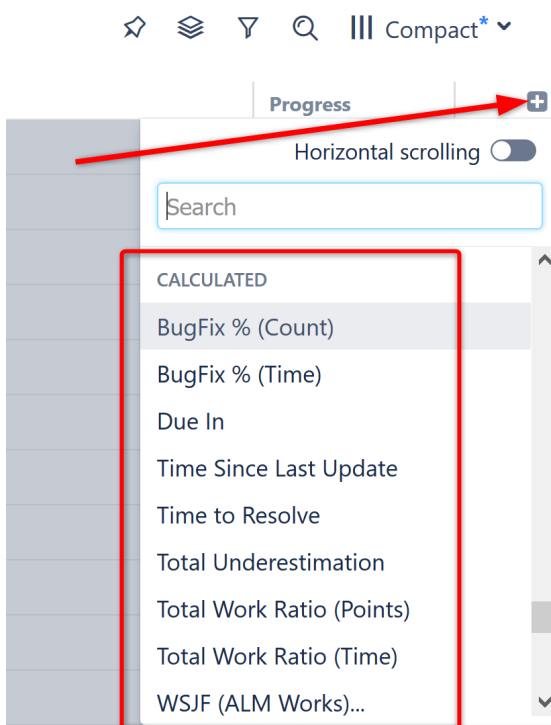 Compact*
Progress
Horizontal scrolling
Search
CALCULATED
BugFix % (Count)
BugFix % (Time)
Due In
Time Since Last Update
Time to Resolve
Total Underestimation
Total Work Ratio (Points)
Total Work Ratio (Time)
WSJF (ALM Works)...